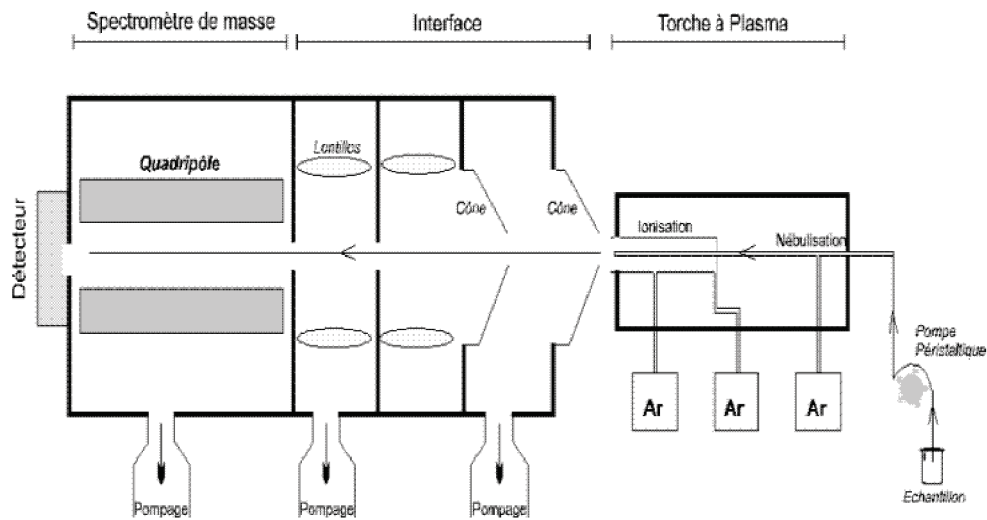 Spectromètre de masse
Interface
Torche à Plasma
Lentilles
Quadripôle
Cône
Cône
Ionisation
Nébulisation
Détecteur
Pompe
Péristaltique
Ar
Ar
Ar
Echantillon
Pompage
Pompage
Pompage